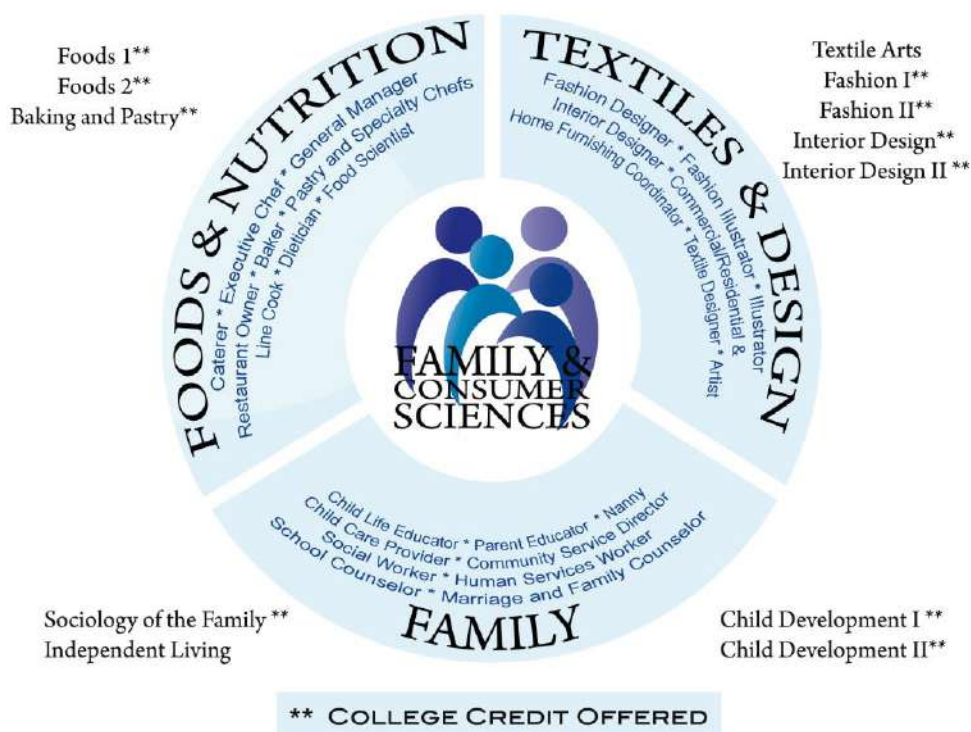 Foods 1**
Foods 2**
Baking and Pastry**
FOODS & NUTRITION
Caterer * Executive Chef * General Manager
Restaurant Owner * Baker * Pastry and Specialty Chefs
Line Cook * Dietician * Food Scientist
TEXTILES & DESIGN
Fashion Designer * Fashion Illustrator * Illustrator
Interior Designer * Commercial/Residential &
Home Furnishing Coordinator * Textile Designer * Artist
Textile Arts
Fashion I**
Fashion II**
Interior Design**
Interior Design II **
FAMILY &
CONSUMER
SCIENCES
Child Life Educator * Parent Educator * Nanny
Child Care Provider * Community Service Director
Social Worker * Human Services Worker
School Counselor * Marriage and Family Counselor
FAMILY
Sociology of the Family **
Independent Living
Child Development I **
Child Development II**
** COLLEGE CREDIT OFFERED